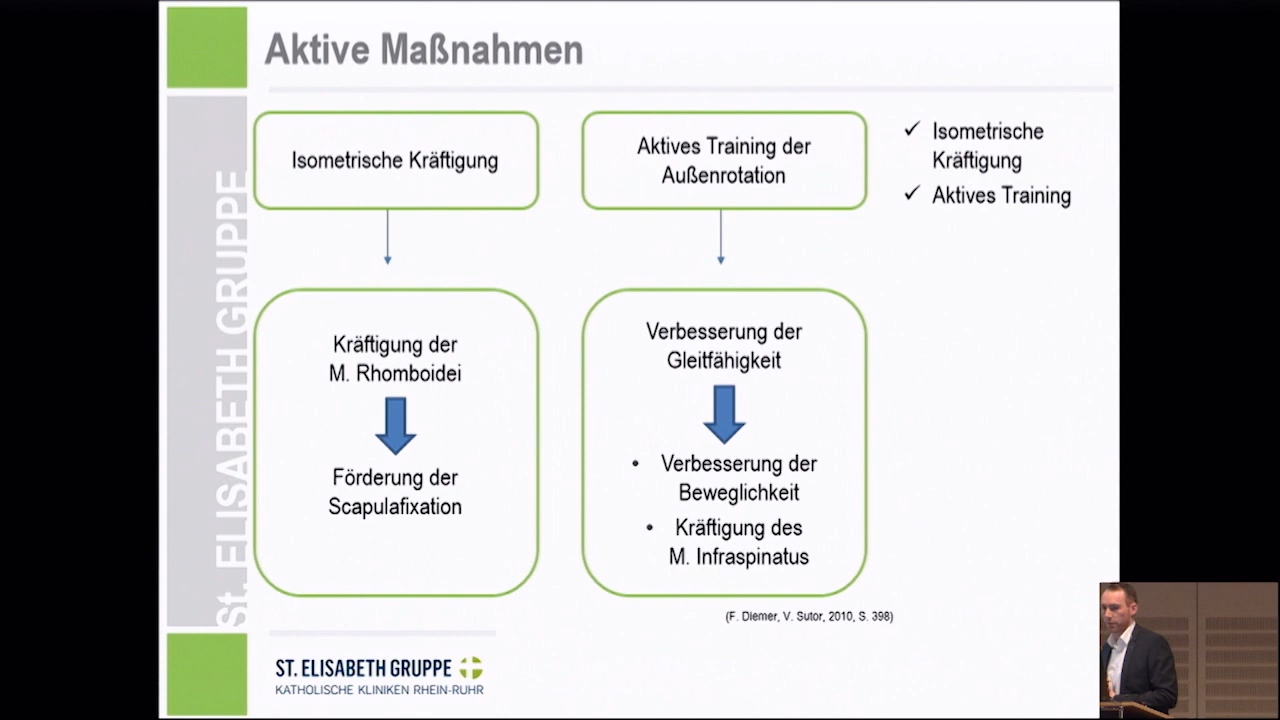 Aktive Maßnahmen
Isometrische Kräftigung
Aktives Training der
Außenrotation
✓ Isometrische
Kräftigung
✓ Aktives Training
Kräftigung der
M. Rhomboidei
Förderung der
Scapulafixation
Verbesserung der
Gleitfähigkeit
• Verbesserung der
Beweglichkeit
• Kräftigung des
M. Infraspinatus
(F. Diemer, V. Sutor, 2010, S. 398)
St. ELISABETH GRUPPE
ST. ELISABETH GRUPPE
KATHOLISCHE KLINIKEN RHEIN-RUHR